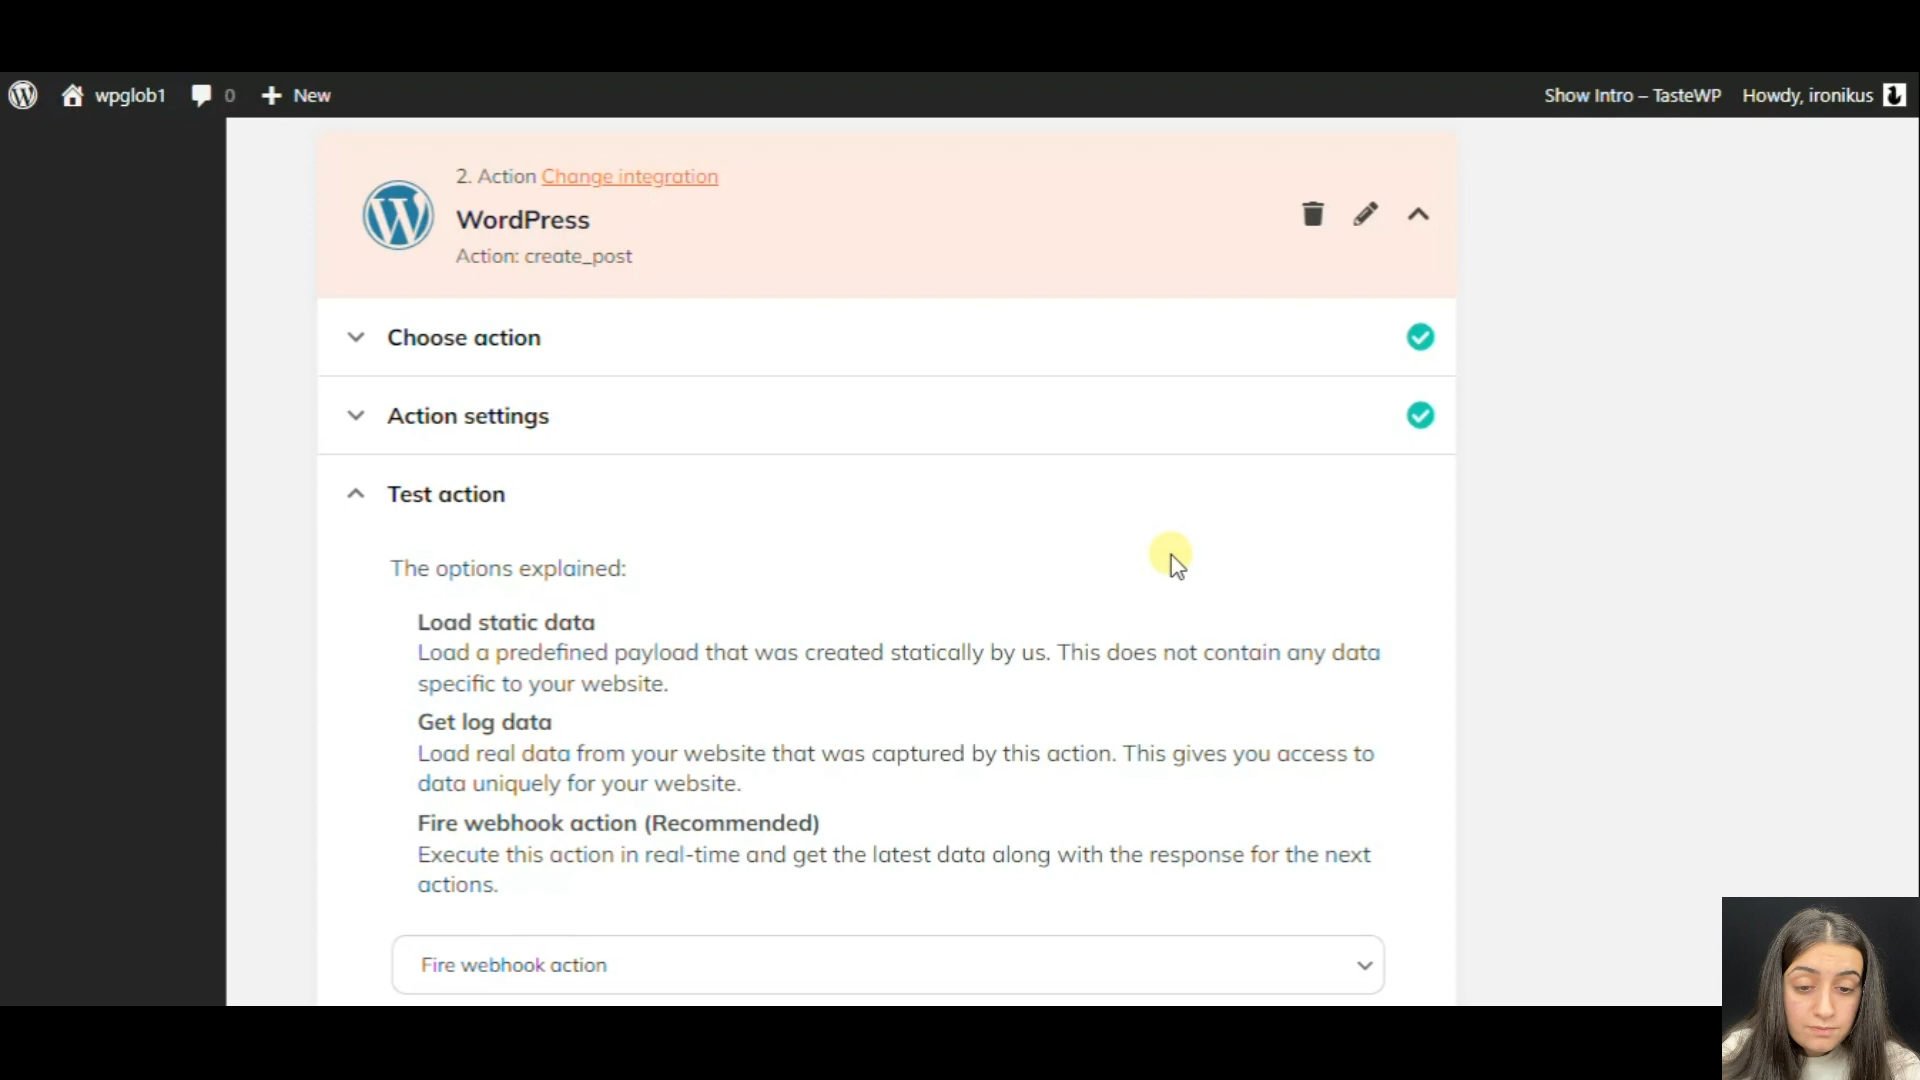 wpglob1 0 New Show Intro – TasteWP Howdy, ironikus
2. Action Change integration
WordPress
Action: create_post
Choose action
Action settings
Test action
The options explained:
Load static data
Load a predefined payload that was created statically by us. This does not contain any data
specific to your website.
Get log data
Load real data from your website that was captured by this action. This gives you access to
data uniquely for your website.
Fire webhook action (Recommended)
Execute this action in real-time and get the latest data along with the response for the next
actions.
Fire webhook action